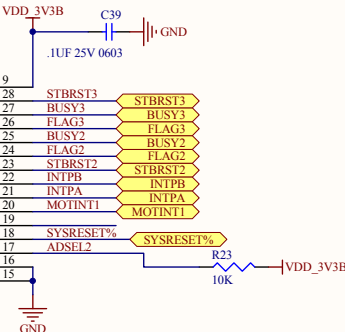 VDD_3V3B
C39
GND
.1UF 25V 0603
9
28 STBRST3 STBRST3
27 BUSY3 BUSY3
26 FLAG3 FLAG3
25 BUSY2 BUSY2
24 FLAG2 FLAG2
23 STBRST2 STBRST2
22 INTPB INTPB
21 INTPA INTPA
20 MOTINT1 MOTINT1
19
18 SYSRESET% SYSRESET%
17 ADSEL2
16
15
R23
VDD_3V3B
10K
GND